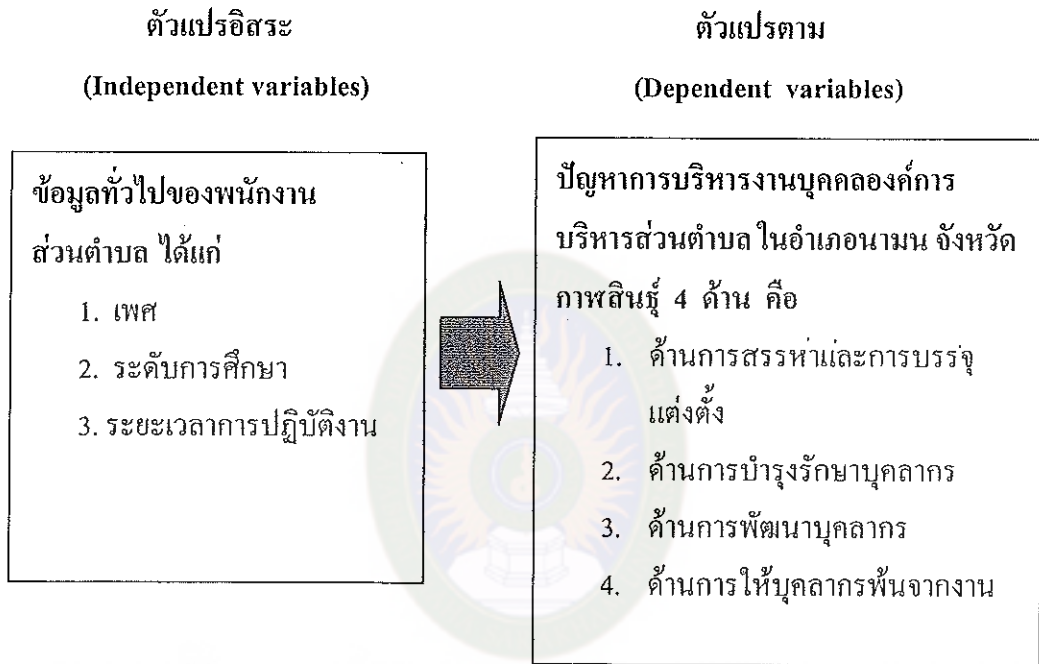 ตัวแปรอิสระ
(Independent variables)
ข้อมูลทั่วไปของพนักงาน
ส่วนตำบล ได้แก่
1. เพศ
2. ระดับการศึกษา
3. ระยะเวลาการปฏิบัติงาน
ตัวแปรตาม
(Dependent variables)
ปัญหาการบริหารงานบุคคลองค์การ
บริหารส่วนตำบล ในอำเภอนามน จังหวัด
กาฬสินธุ์ 4 ด้าน คือ
1. ด้านการสรรหาและการบรรจุ
แต่งตั้ง
2. ด้านการบำรุงรักษาบุคลากร
3. ด้านการพัฒนาบุคลากร
4. ด้านการให้บุคลากรพ้นจากงาน